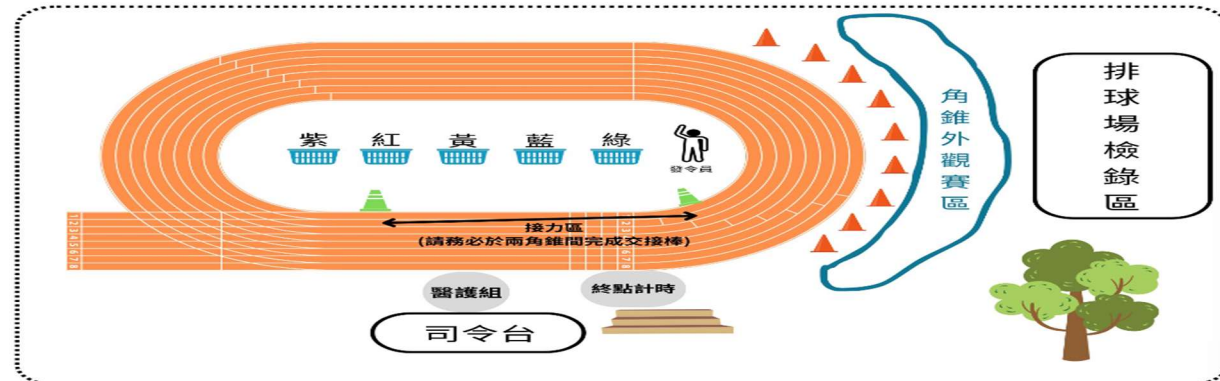 紫 紅 黃 藍 綠
發令員
接力區
(請務必於兩角錐間完成交接棒)
12345678
醫護組
終點計時
司令台
角錐外觀賽區
排球場檢錄區